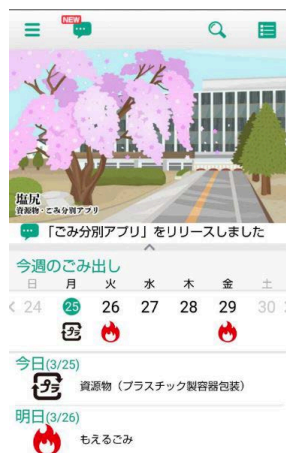 NEW
塩尻
資源物・ごみ分別アプリ
「ごみ分別アプリ」をリリースしました
今週のごみ出し
日 月 火 水 木 金 土
24 25 26 27 28 29 30
プラ プラ
今日(3/25)
資源物（プラスチック製容器包装）
明日(3/26)
もえるごみ